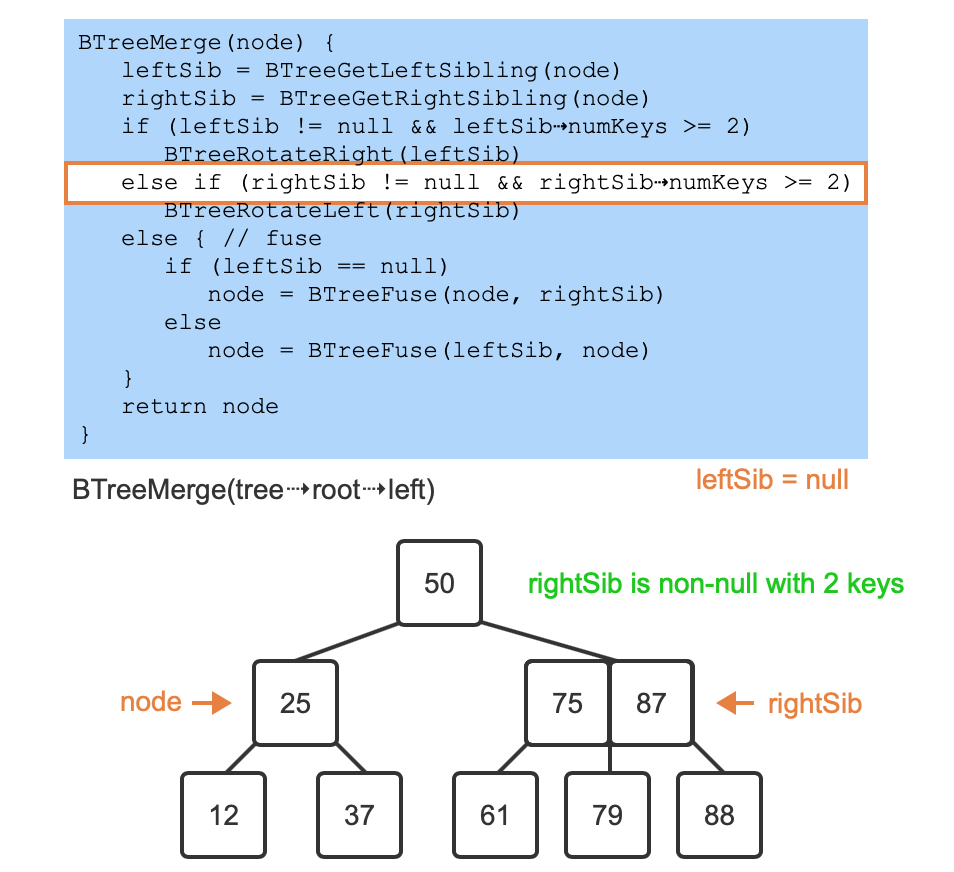 BTreeMerge(node) {
   leftSib = BTreeGetLeftSibling(node)
   rightSib = BTreeGetRightSibling(node)
   if (leftSib != null && leftSib⇢numKeys >= 2)
      BTreeRotateRight(leftSib)
   else if (rightSib != null && rightSib⇢numKeys >= 2)
      BTreeRotateLeft(rightSib)
   else { // fuse
      if (leftSib == null)
         node = BTreeFuse(node, rightSib)
      else
         node = BTreeFuse(leftSib, node)
   }
   return node
}
leftSib = null
BTreeMerge(tree⇢root⇢left)
50
rightSib is non-null with 2 keys
node 25 75 87 rightSib
12 37 61 79 88